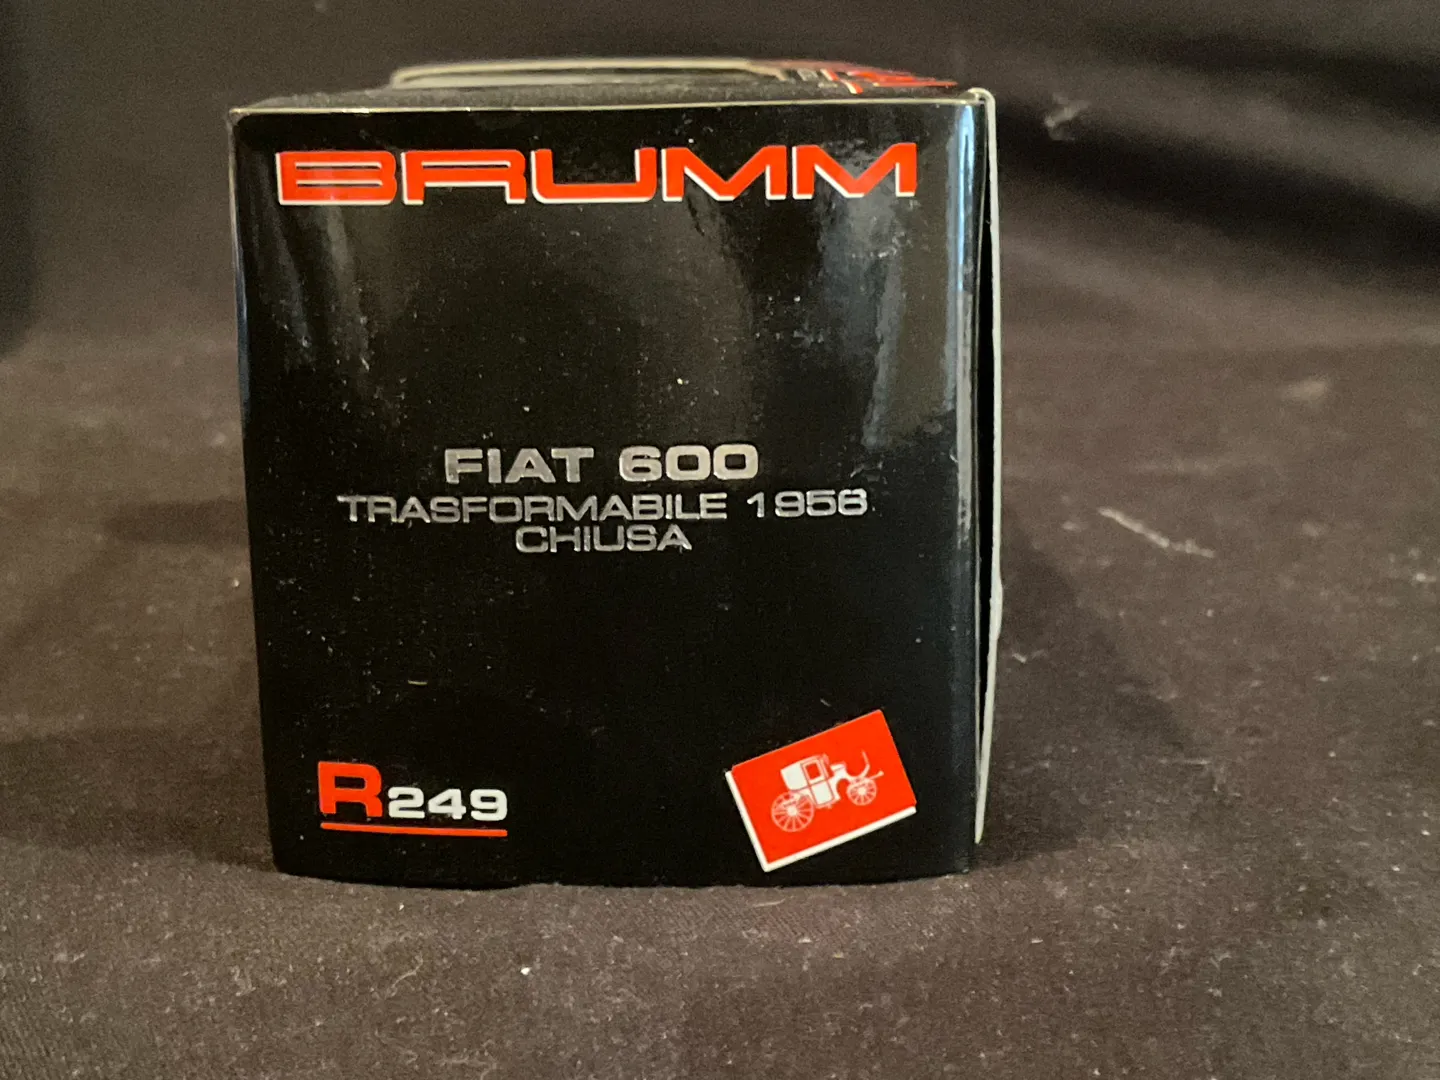 BRUMM
FIAT 600
TRASFORMABILE 1956
CHIUSA
R249